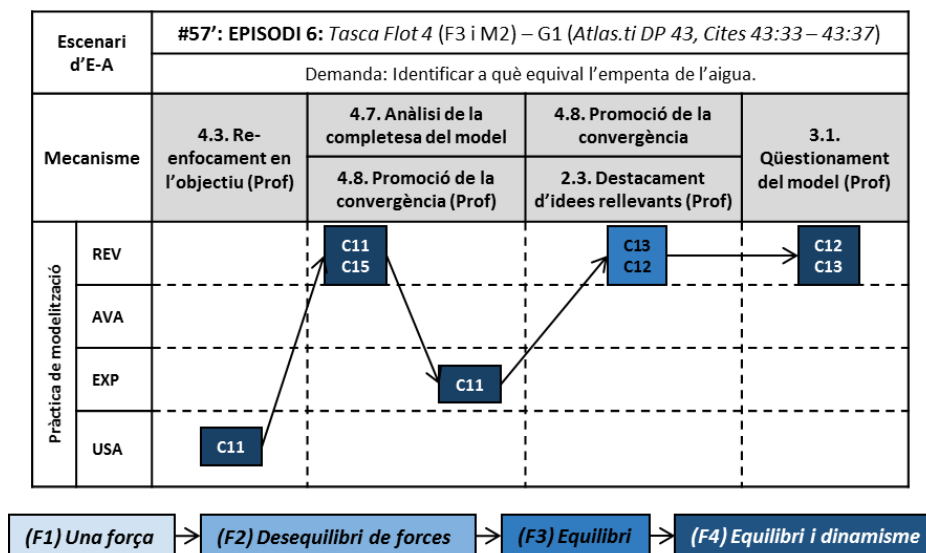 Escenari
d'E-A
#57': EPISODI 6: Tasca Flot 4 (F3 i M2) – G1 (Atlas.ti DP 43, Cites 43:33 – 43:37)
Demanda: Identificar a què equival l'empenta de l'aigua.
Mecanisme
4.3. Re-
enfocament en
l'objectiu (Prof)
4.7. Anàlisi de la
completesa del model
4.8. Promoció de la
convergència (Prof)
4.8. Promoció de la
convergència
2.3. Destacament
d'idees rellevants (Prof)
3.1.
Qüestionament
del model (Prof)
Pràctica de modelització
REV
C11
C15
C13
C12
C12
C13
AVA
EXP
C11
USA
C11
(F1) Una força
(F2) Desequilibri de forces
(F3) Equilibri
(F4) Equilibri i dinamisme